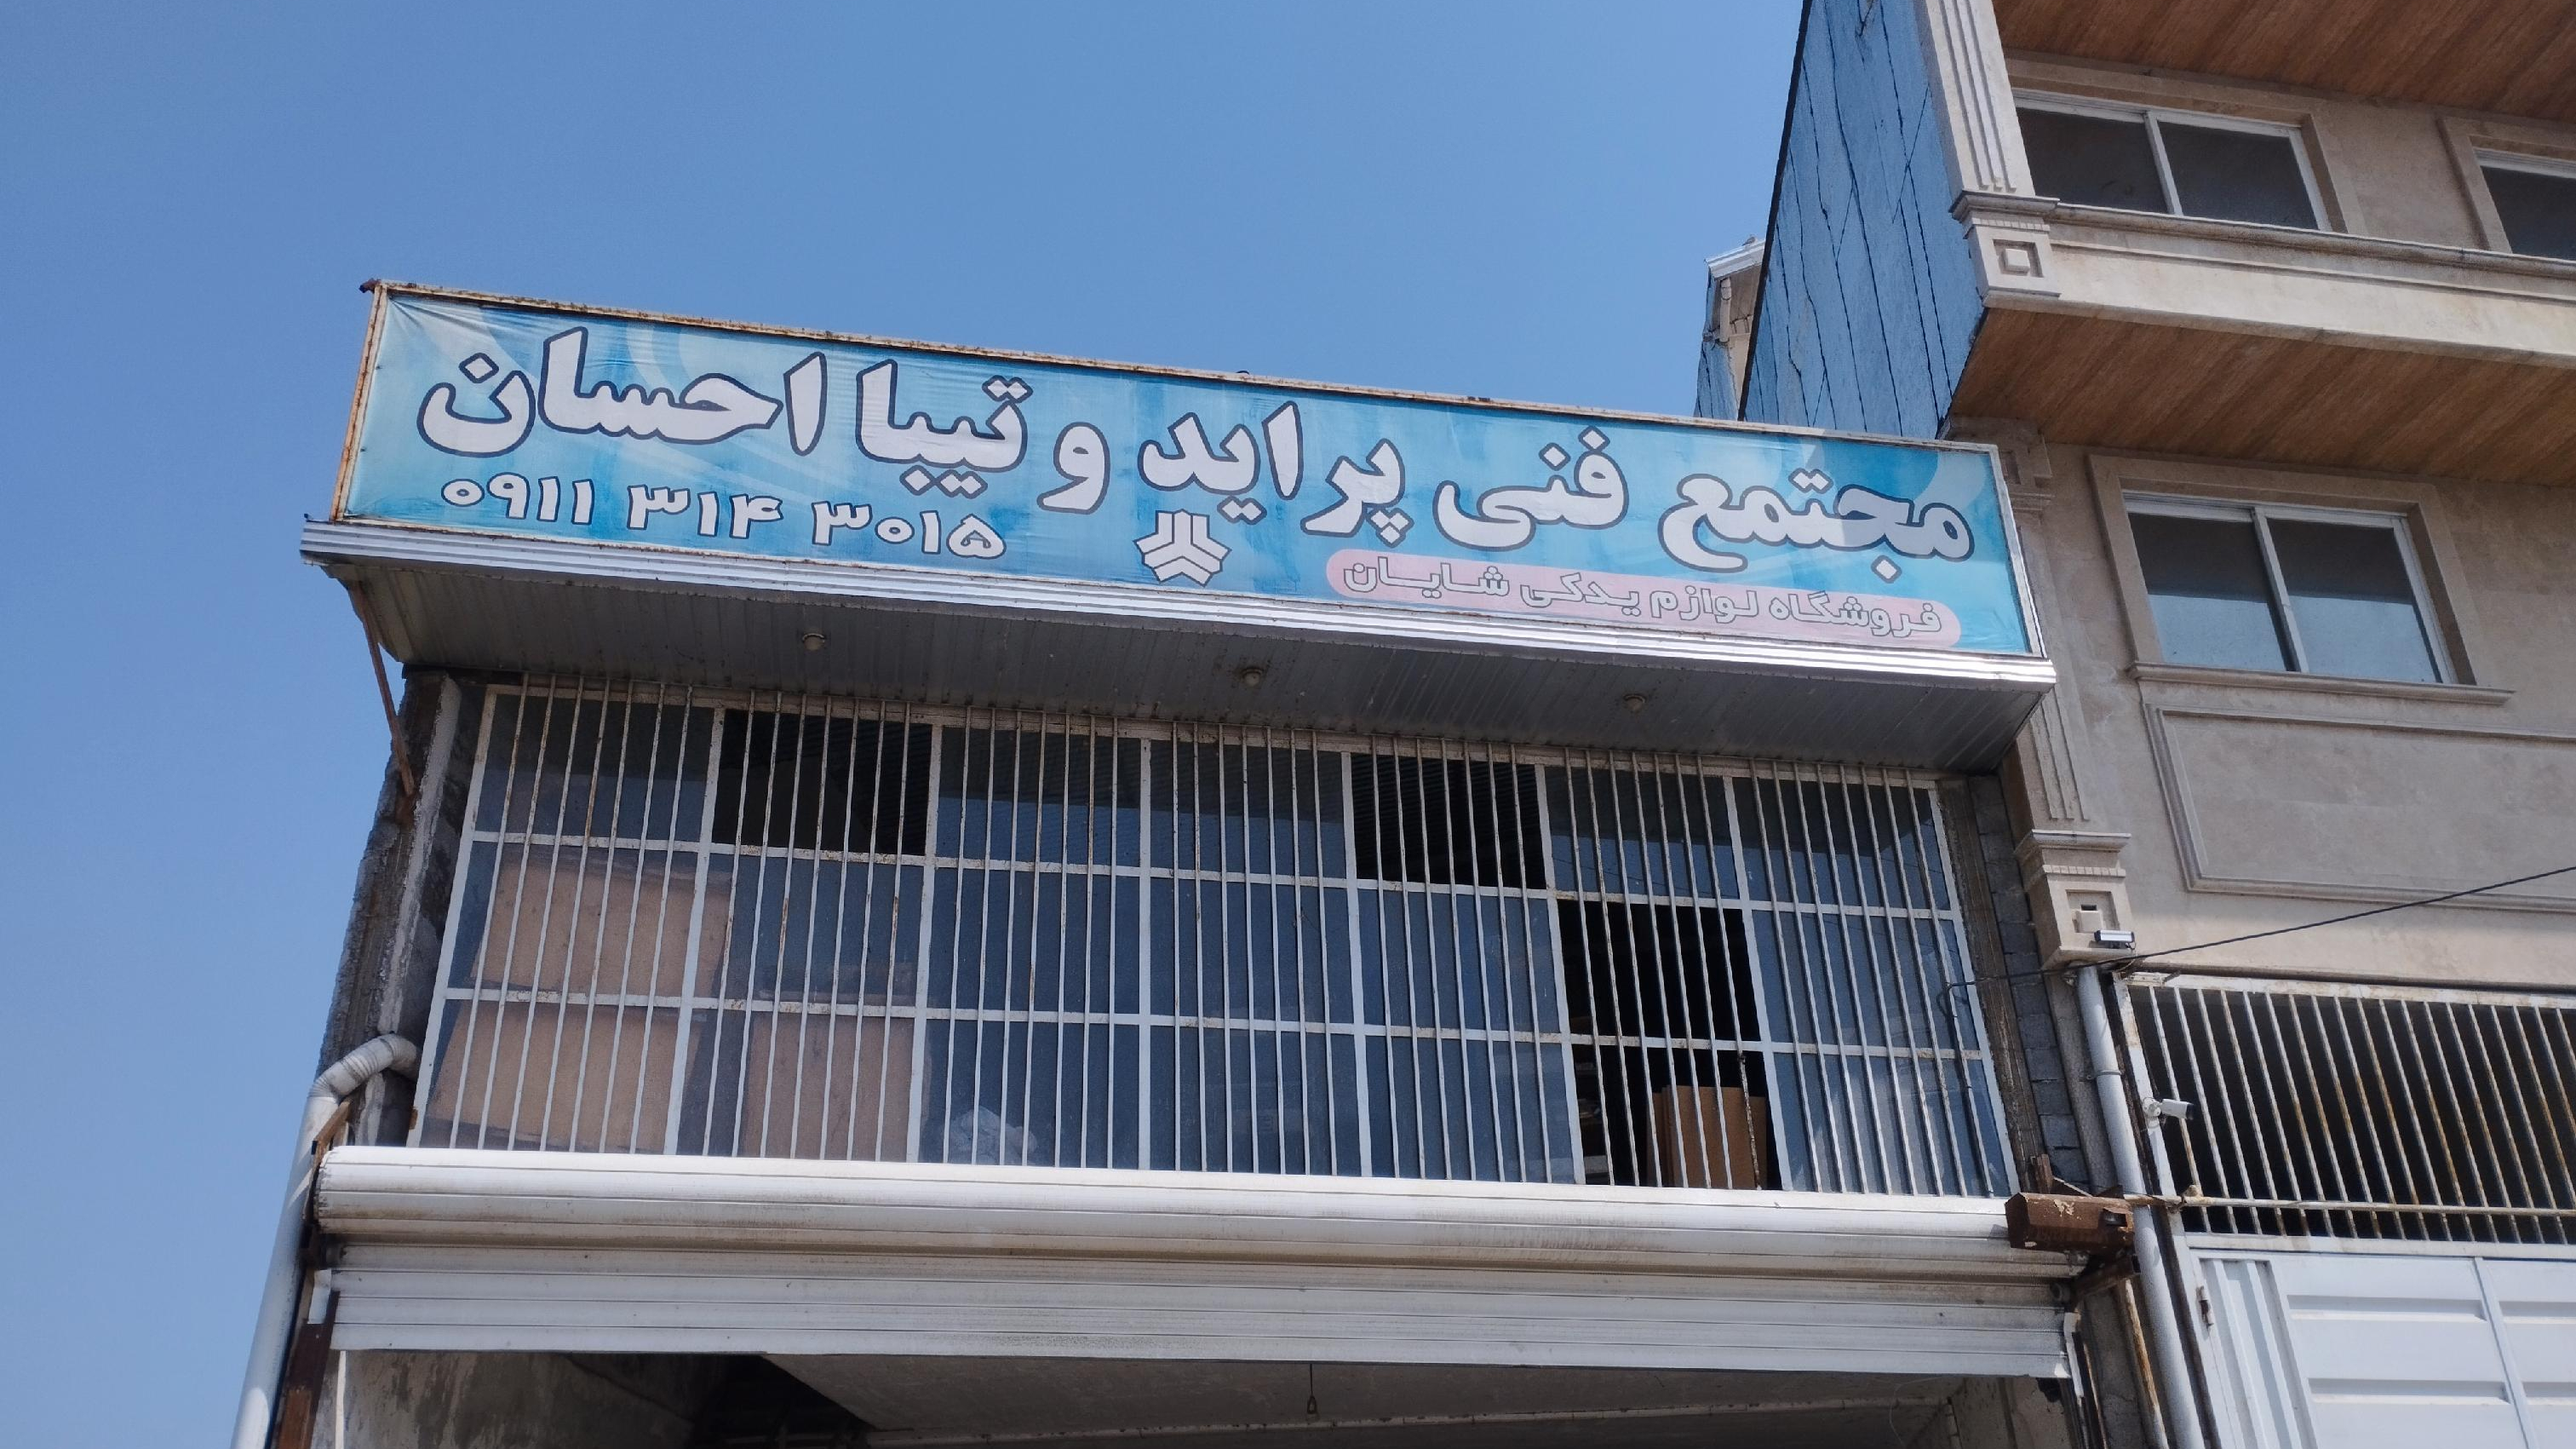 مجتمع فنی پراید و تیبا احسان
۰۹۱۱ ۳۱۴ ۳۰۱۵
فروشگاه لوازم یدکی شایان